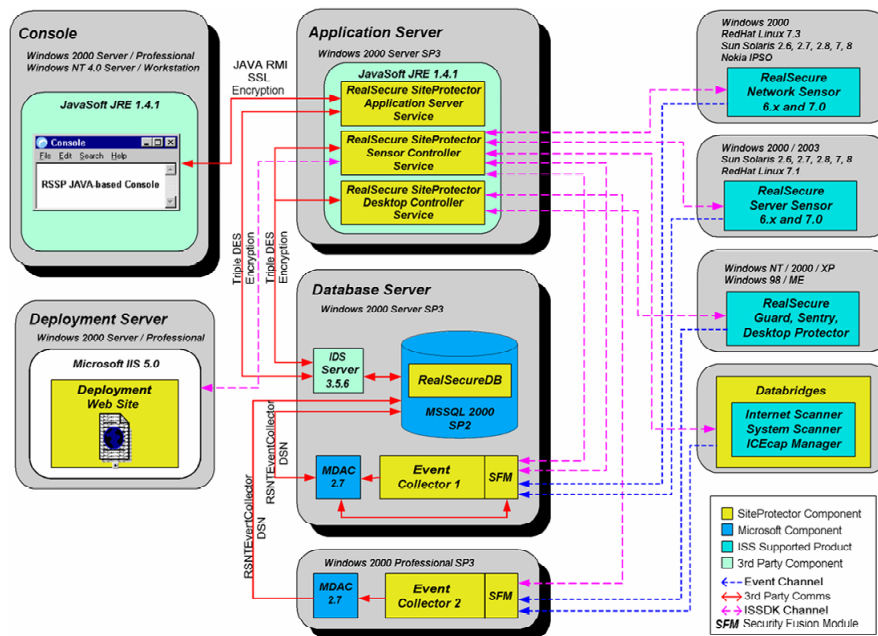 Console
Windows 2000 Server / Professional
Windows NT 4.0 Server / Workstation
JavaSoft JRE 1.4.1
Console
File Edit Search Help
RSSP JAVA-based Console
JAVA RMI
SSL
Encryption
Application Server
Windows 2000 Server SP3
JavaSoft JRE 1.4.1
RealSecure SiteProtector
Application Server
Service
RealSecure SiteProtector
Sensor Controller
Service
RealSecure SiteProtector
Desktop Controller
Service
Triple DES
Encryption
Triple DES
Encryption
Windows 2000
RedHat Linux 7.3
Sun Solaris 2.6, 2.7, 2.8, 7, 8
Nokia IPSO
RealSecure
Network Sensor
6.x and 7.0
Windows 2000 / 2003
Sun Solaris 2.6, 2.7, 2.8, 7, 8
RedHat Linux 7.1
RealSecure
Server Sensor
6.x and 7.0
Windows NT / 2000 / XP
Windows 98 / ME
RealSecure
Guard, Sentry,
Desktop Protector
Databridges
Internet Scanner
System Scanner
ICEcap Manager
Deployment Server
Windows 2000 Server / Professional
Microsoft IIS 5.0
Deployment
Web Site
Database Server
Windows 2000 Server SP3
IDS
Server
3.5.6
RealSecureDB
MSSQL 2000
SP2
RSNTEventCollector
DSN
RSNTEvertCollector
DSN
MDAC
2.7
Event
Collector 1
SFM
Windows 2000 Professional SP3
MDAC
2.7
Event
Collector 2
SFM
SiteProtector Component
Microsoft Component
ISS Supported Product
3rd Party Component
Event Channel
3rd Party Comms
ISSDK Channel
SFM Security Fusion Module